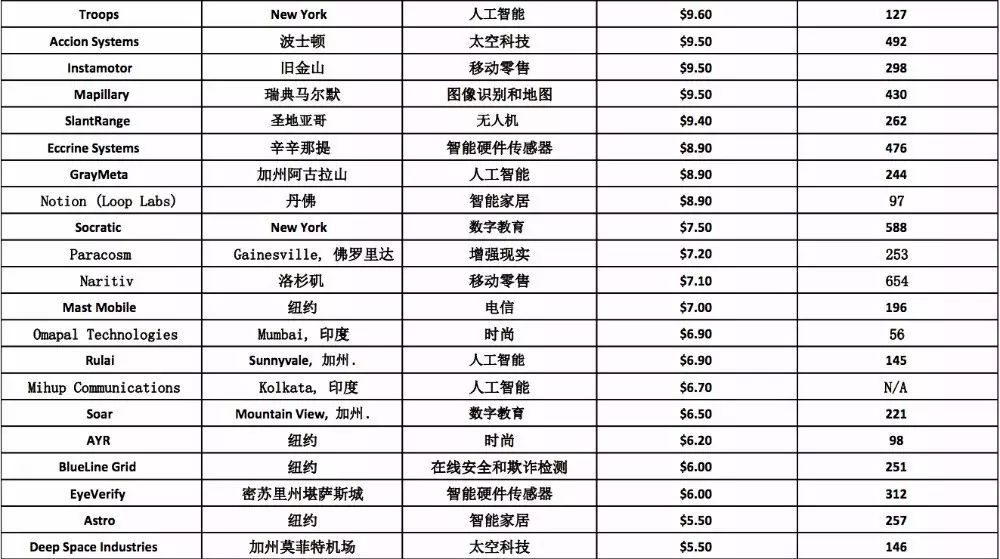 Troops New York 人工智能 $9.60 127
Accion Systems 波士顿 太空科技 $9.50 492
Instamotor 旧金山 移动零售 $9.50 298
Mapillary 瑞典马尔默 图像识别和地图 $9.50 430
SlantRange 圣地亚哥 无人机 $9.40 262
Eccrine Systems 辛辛那提 智能硬件传感器 $8.90 476
GrayMeta 加州阿古拉山 人工智能 $8.90 244
Notion (Loop Labs) 丹佛 智能家居 $8.90 97
Socratic New York 数字教育 $7.50 588
Paracosm Gainesville, 佛罗里达 增强现实 $7.20 253
Naritiv 洛杉矶 移动零售 $7.10 654
Mast Mobile 纽约 电信 $7.00 196
Omapal Technologies Mumbai, 印度 时尚 $6.90 56
Rulai Sunnyvale, 加州. 人工智能 $6.90 145
Mihup Communications Kolkata, 印度 人工智能 $6.70 N/A
Soar Mountain View, 加州. 数字教育 $6.50 221
AYR 纽约 时尚 $6.20 98
BlueLine Grid 纽约 在线安全和欺诈检测 $6.00 251
EyeVerify 密苏里州堪萨斯城 智能硬件传感器 $6.00 312
Astro 纽约 智能家居 $5.50 257
Deep Space Industries 加州莫菲特机场 太空科技 $5.50 146